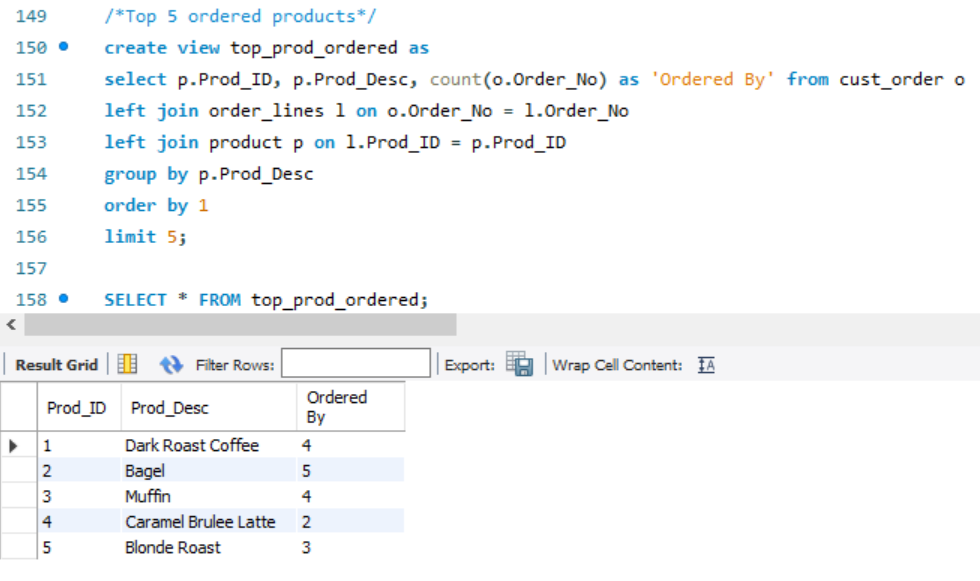 149 /*Top 5 ordered products*/
150 create view top_prod_ordered as
151 select p.Prod_ID, p.Prod_Desc, count(o.Order_No) as 'Ordered By' from cust_order o
152 left join order_lines l on o.Order_No = l.Order_No
153 left join product p on l.Prod_ID = p.Prod_ID
154 group by p.Prod_Desc
155 order by 1
156 limit 5;
157
158 SELECT * FROM top_prod_ordered;
Result Grid Filter Rows: Export: Wrap Cell Content: IA
Prod_ID Prod_Desc Ordered
By
1 Dark Roast Coffee 4
2 Bagel 5
3 Muffin 4
4 Caramel Brulee Latte 2
5 Blonde Roast 3